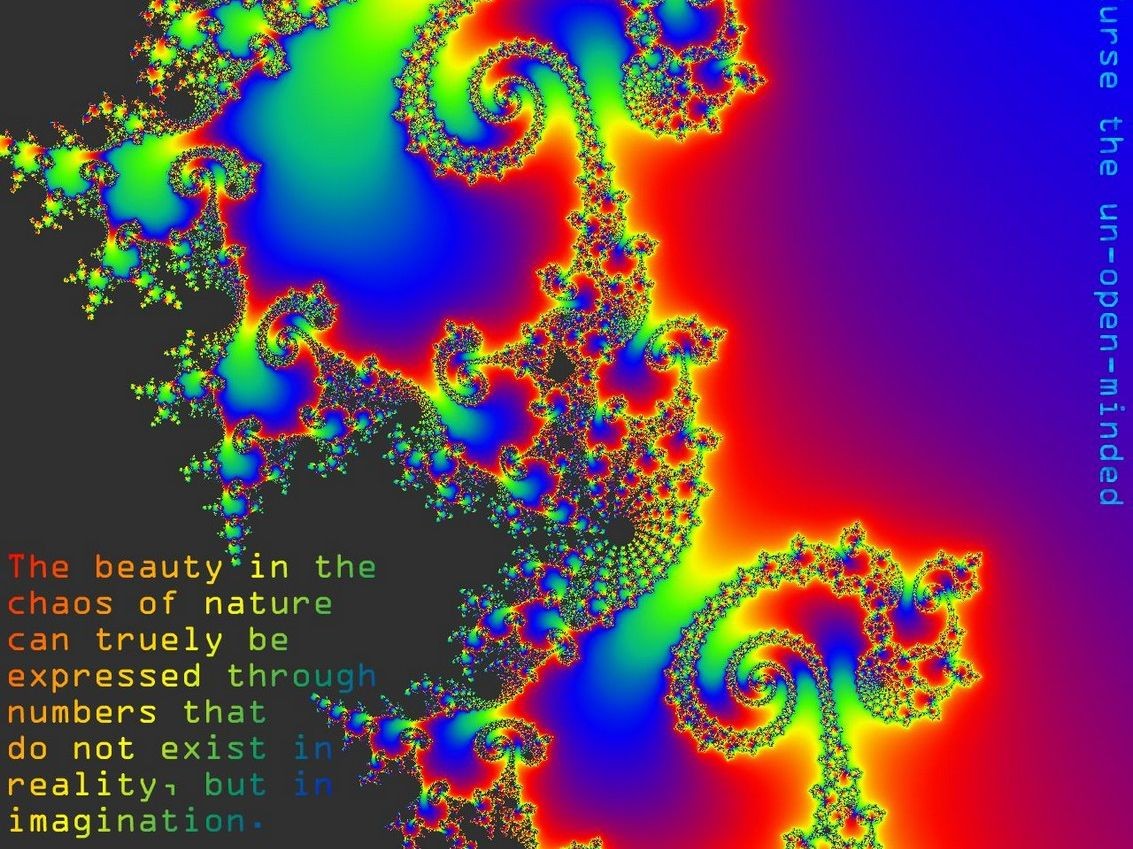 The beauty in the
chaos of nature
can truely be
expressed through
numbers that
do not exist in
reality, but in
imagination.
urse the un-open-minded